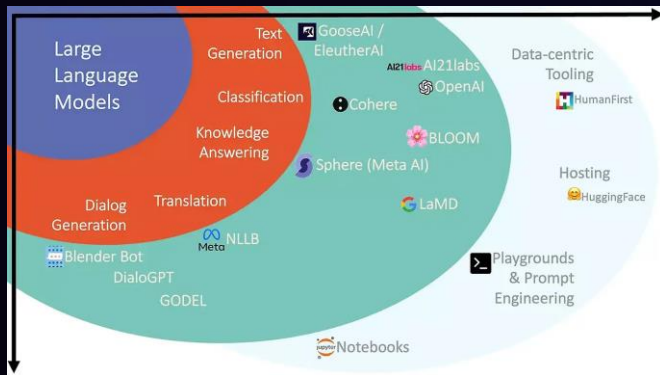 Large
Language
Models
Text
Generation
Classification
Knowledge
Answering
Translation
Dialog
Generation
GooseAI /
EleutherAI
AI21labs AI21labs
OpenAI
Cohere
BLOOM
Sphere (Meta AI)
LaMD
Meta NLLB
Blender Bot
DialoGPT
GODEL
Data-centric
Tooling
HumanFirst
Hosting
HuggingFace
Playgrounds
& Prompt
Engineering
jupyter Notebooks